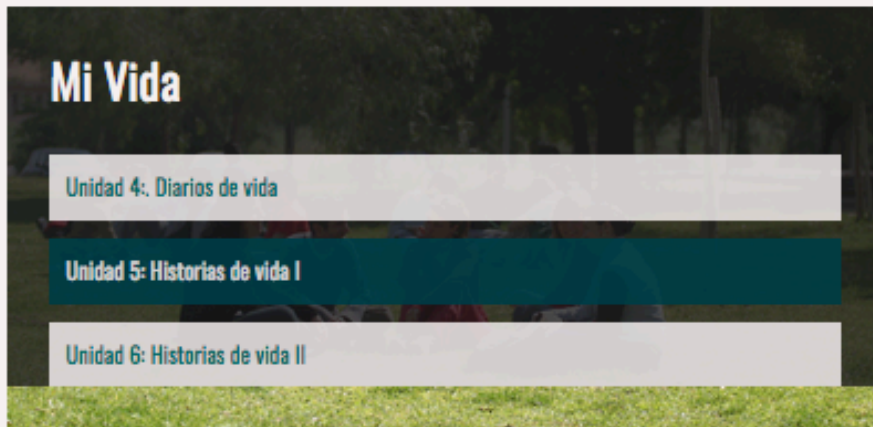 Mi Vida
Unidad 4:. Diarios de vida
Unidad 5: Historias de vida I
Unidad 6: Historias de vida II